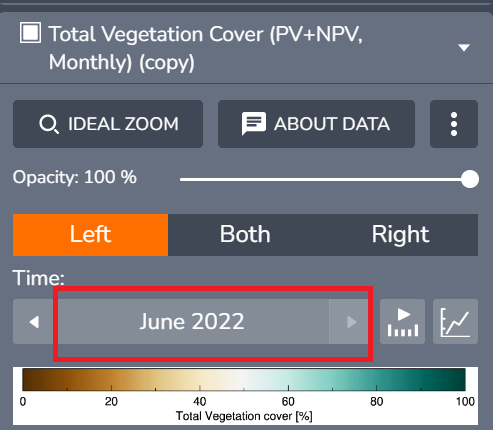 Total Vegetation Cover (PV+NPV,
Monthly) (copy)
IDEAL ZOOM
ABOUT DATA
Opacity: 100 %
Left
Both
Right
Time:
June 2022
0 20 40 60 80 100
Total Vegetation cover [%]